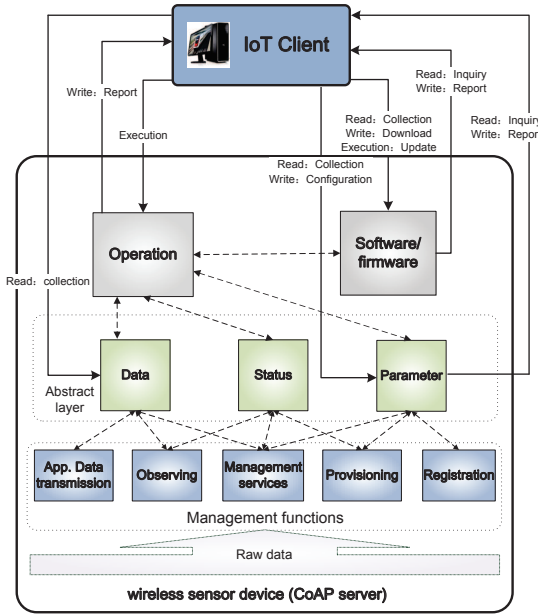 IoT Client
Read：Inquiry
Write：Report
Write：Report
Read：Inquiry
Write：Report
Read：Collection
Write：Download
Execution：Update
Execution
Read：Collection
Write：Configuration
Operation
Software/
firmware
Read：collection
Data
Status
Parameter
Abstract
layer
App. Data
transmission
Observing
Management
services
Provisioning
Registration
Management functions
Raw data
wireless sensor device (CoAP server)